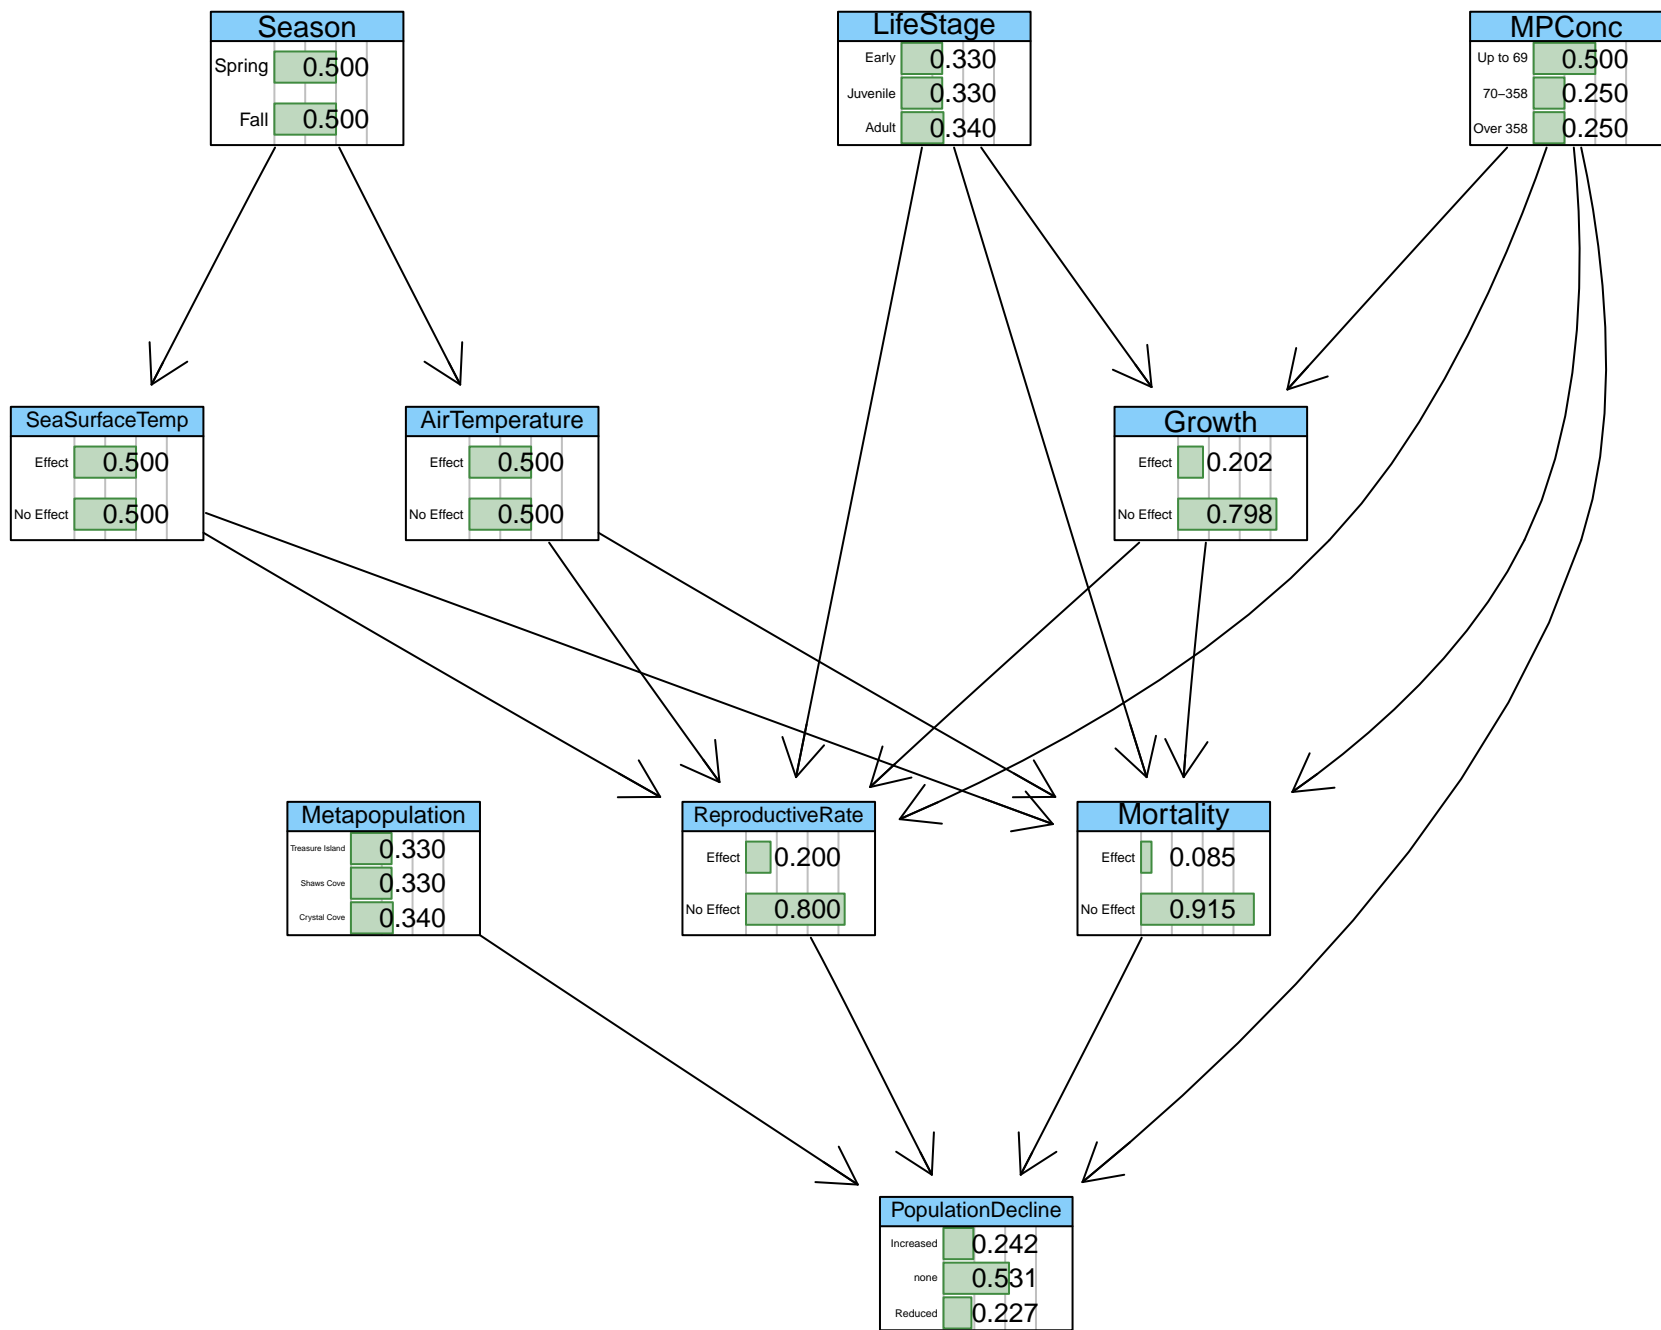 Season
Spring 0.500
Fall 0.500
LifeStage
Early 0.330
Juvenile 0.330
Adult 0.340
MPConc
Up to 69 0.500
70–358 0.250
Over 358 0.250
SeaSurfaceTemp
Effect 0.500
No Effect 0.500
AirTemperature
Effect 0.500
No Effect 0.500
Growth
Effect 0.202
No Effect 0.798
Metapopulation
Treasure Island 0.330
Shaws Cove 0.330
Crystal Cove 0.340
ReproductiveRate
Effect 0.200
No Effect 0.800
Mortality
Effect 0.085
No Effect 0.915
PopulationDecline
Increased 0.242
none 0.531
Reduced 0.227